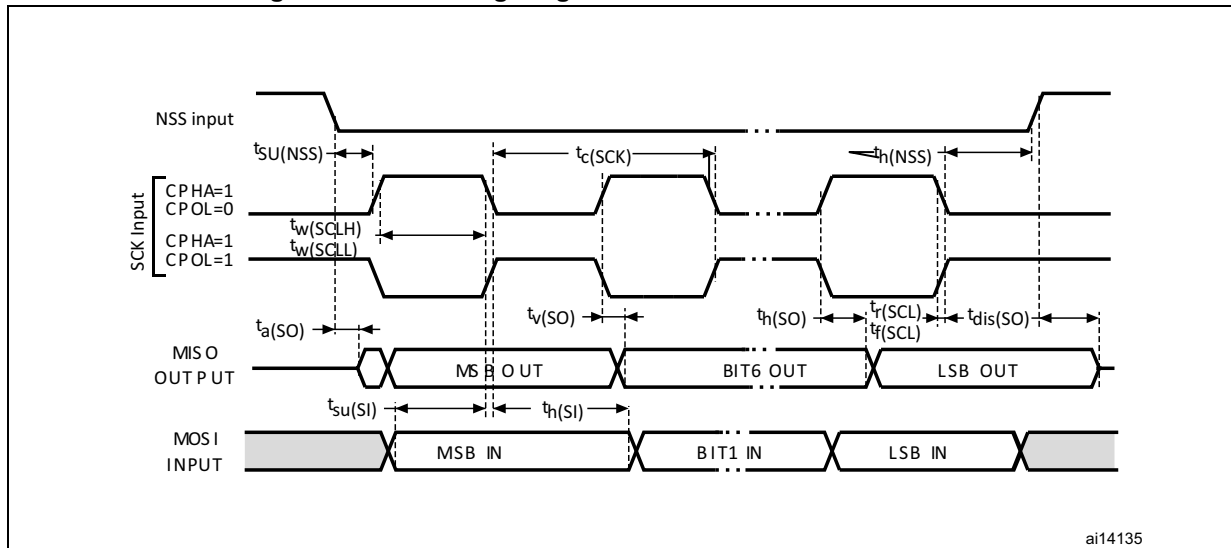 NSS input
tSU(NSS)
tc(SCK)
th(NSS)
SCK Input
CPHA=1
CPOL=0
tw(SCLH)
tw(SCLL)
CPHA=1
CPOL=1
ta(SO)
tv(SO)
th(SO)
tr(SCL)
tf(SCL)
tdis(SO)
MISO
OUTPUT
MSB OUT
BIT6 OUT
LSB OUT
tsu(SI)
th(SI)
MOSI
INPUT
MSB IN
BIT1 IN
LSB IN
ai14135